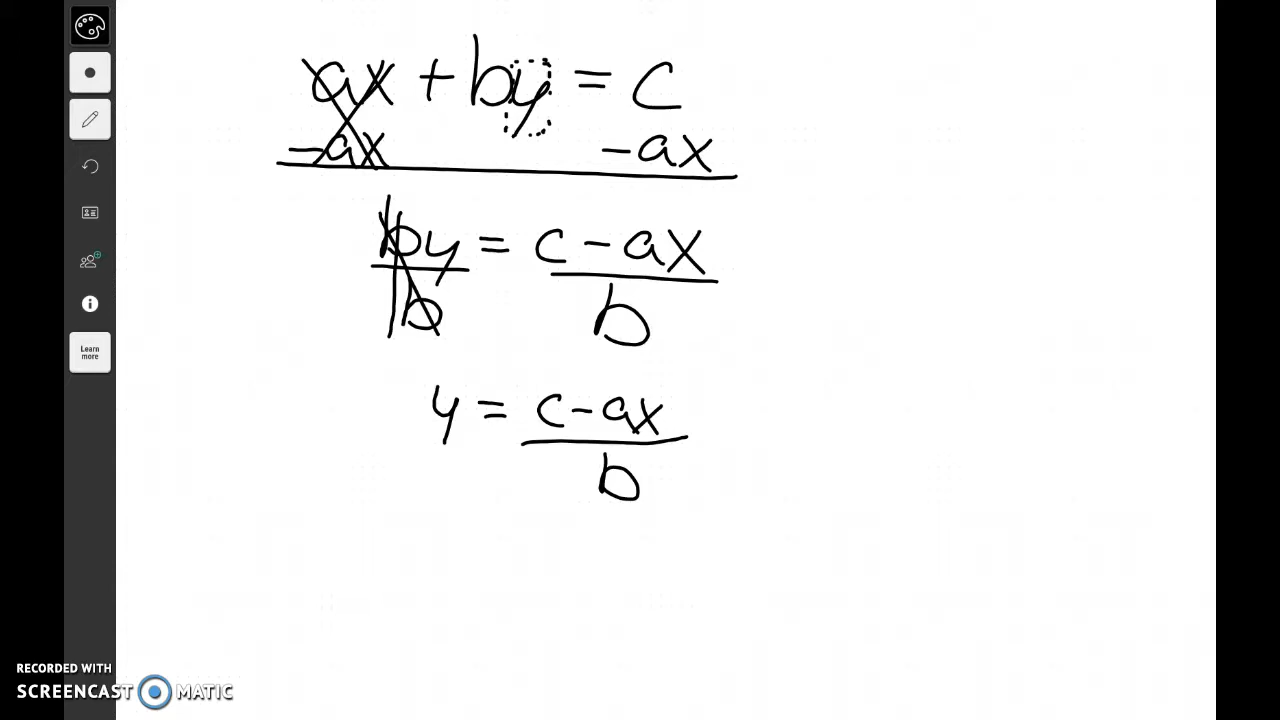 ax + by = c
-ax -ax
by = c - ax
b b
y = c - ax
b
Learn
more
RECORDED WITH
SCREENCAST MATIC